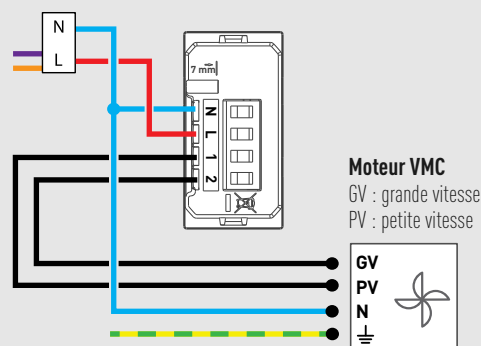 N
L
7 mm
N
L
1
2
Moteur VMC
GV : grande vitesse
PV : petite vitesse
GV
PV
N